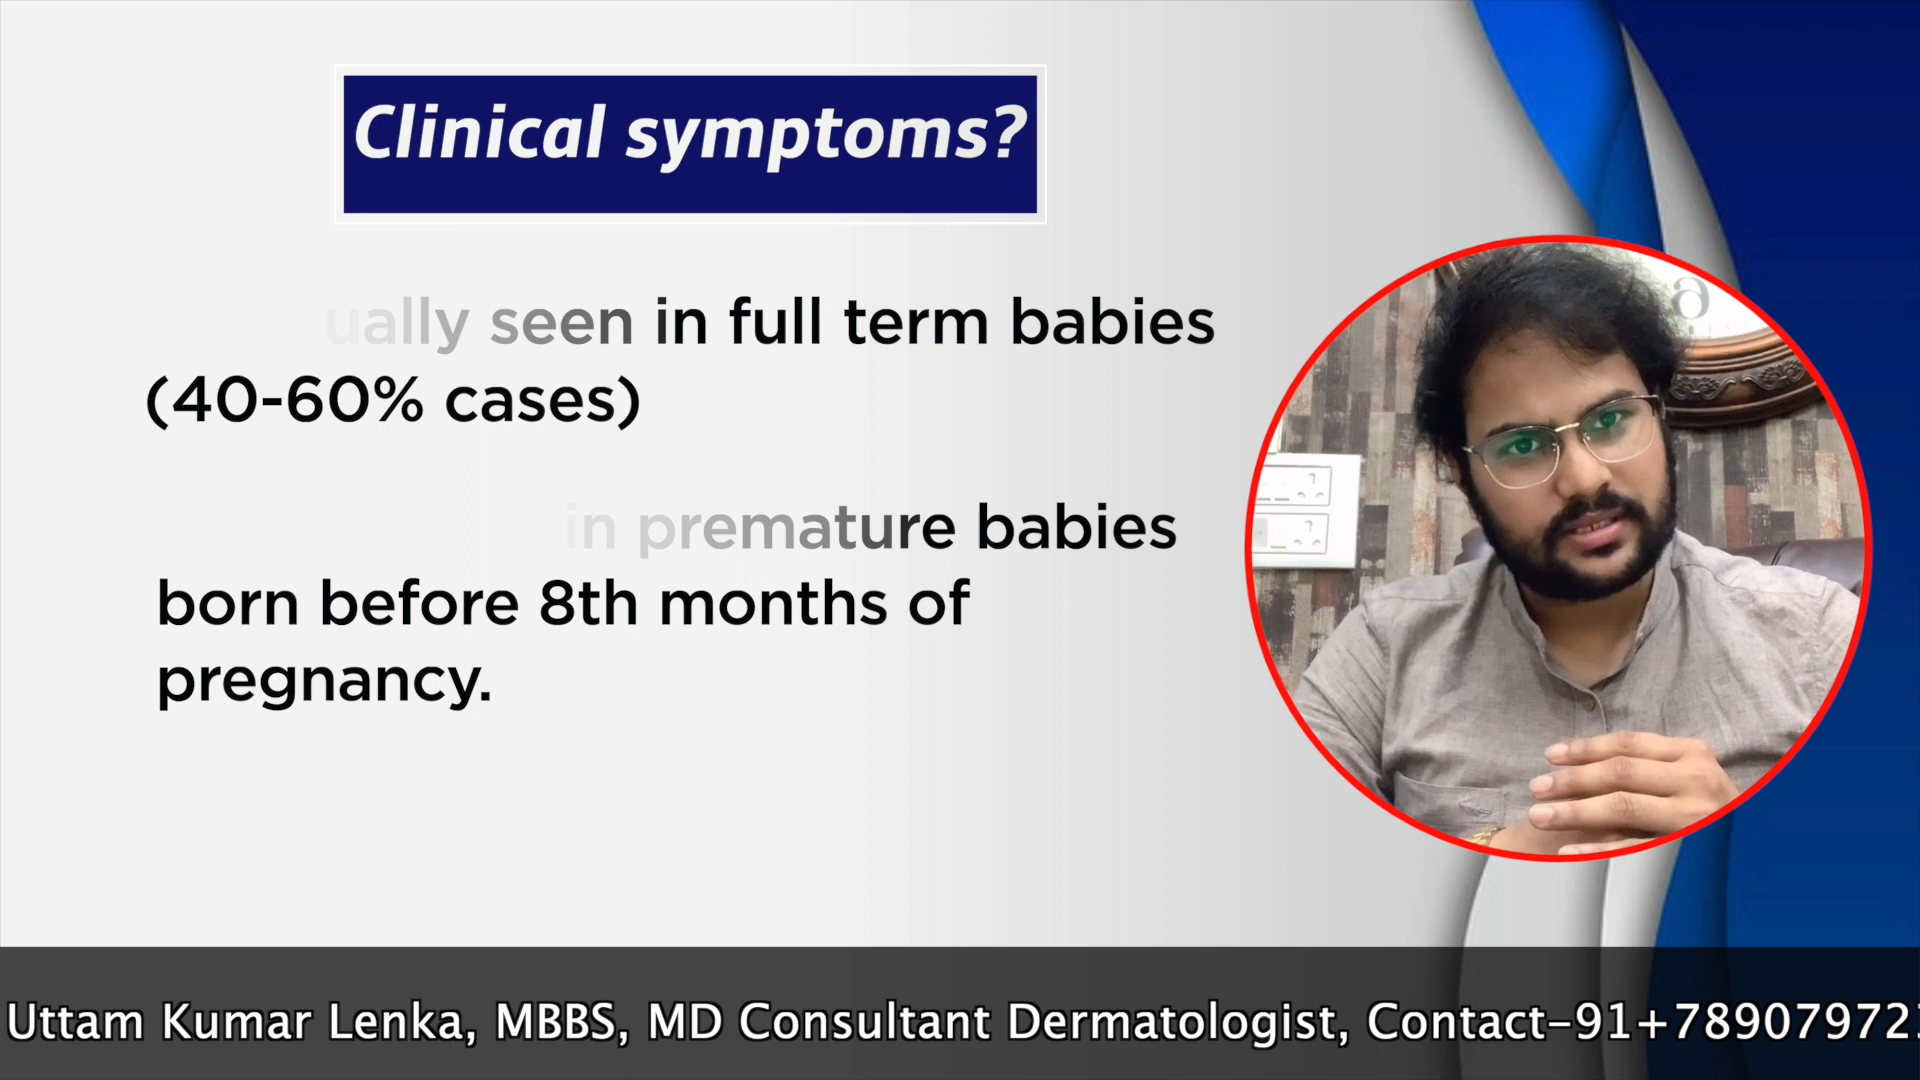 Clinical symptoms?
ually seen in full term babies
(40-60% cases)
in premature babies
born before 8th months of
pregnancy.
Uttam Kumar Lenka, MBBS, MD Consultant Dermatologist, Contact-91+789079721